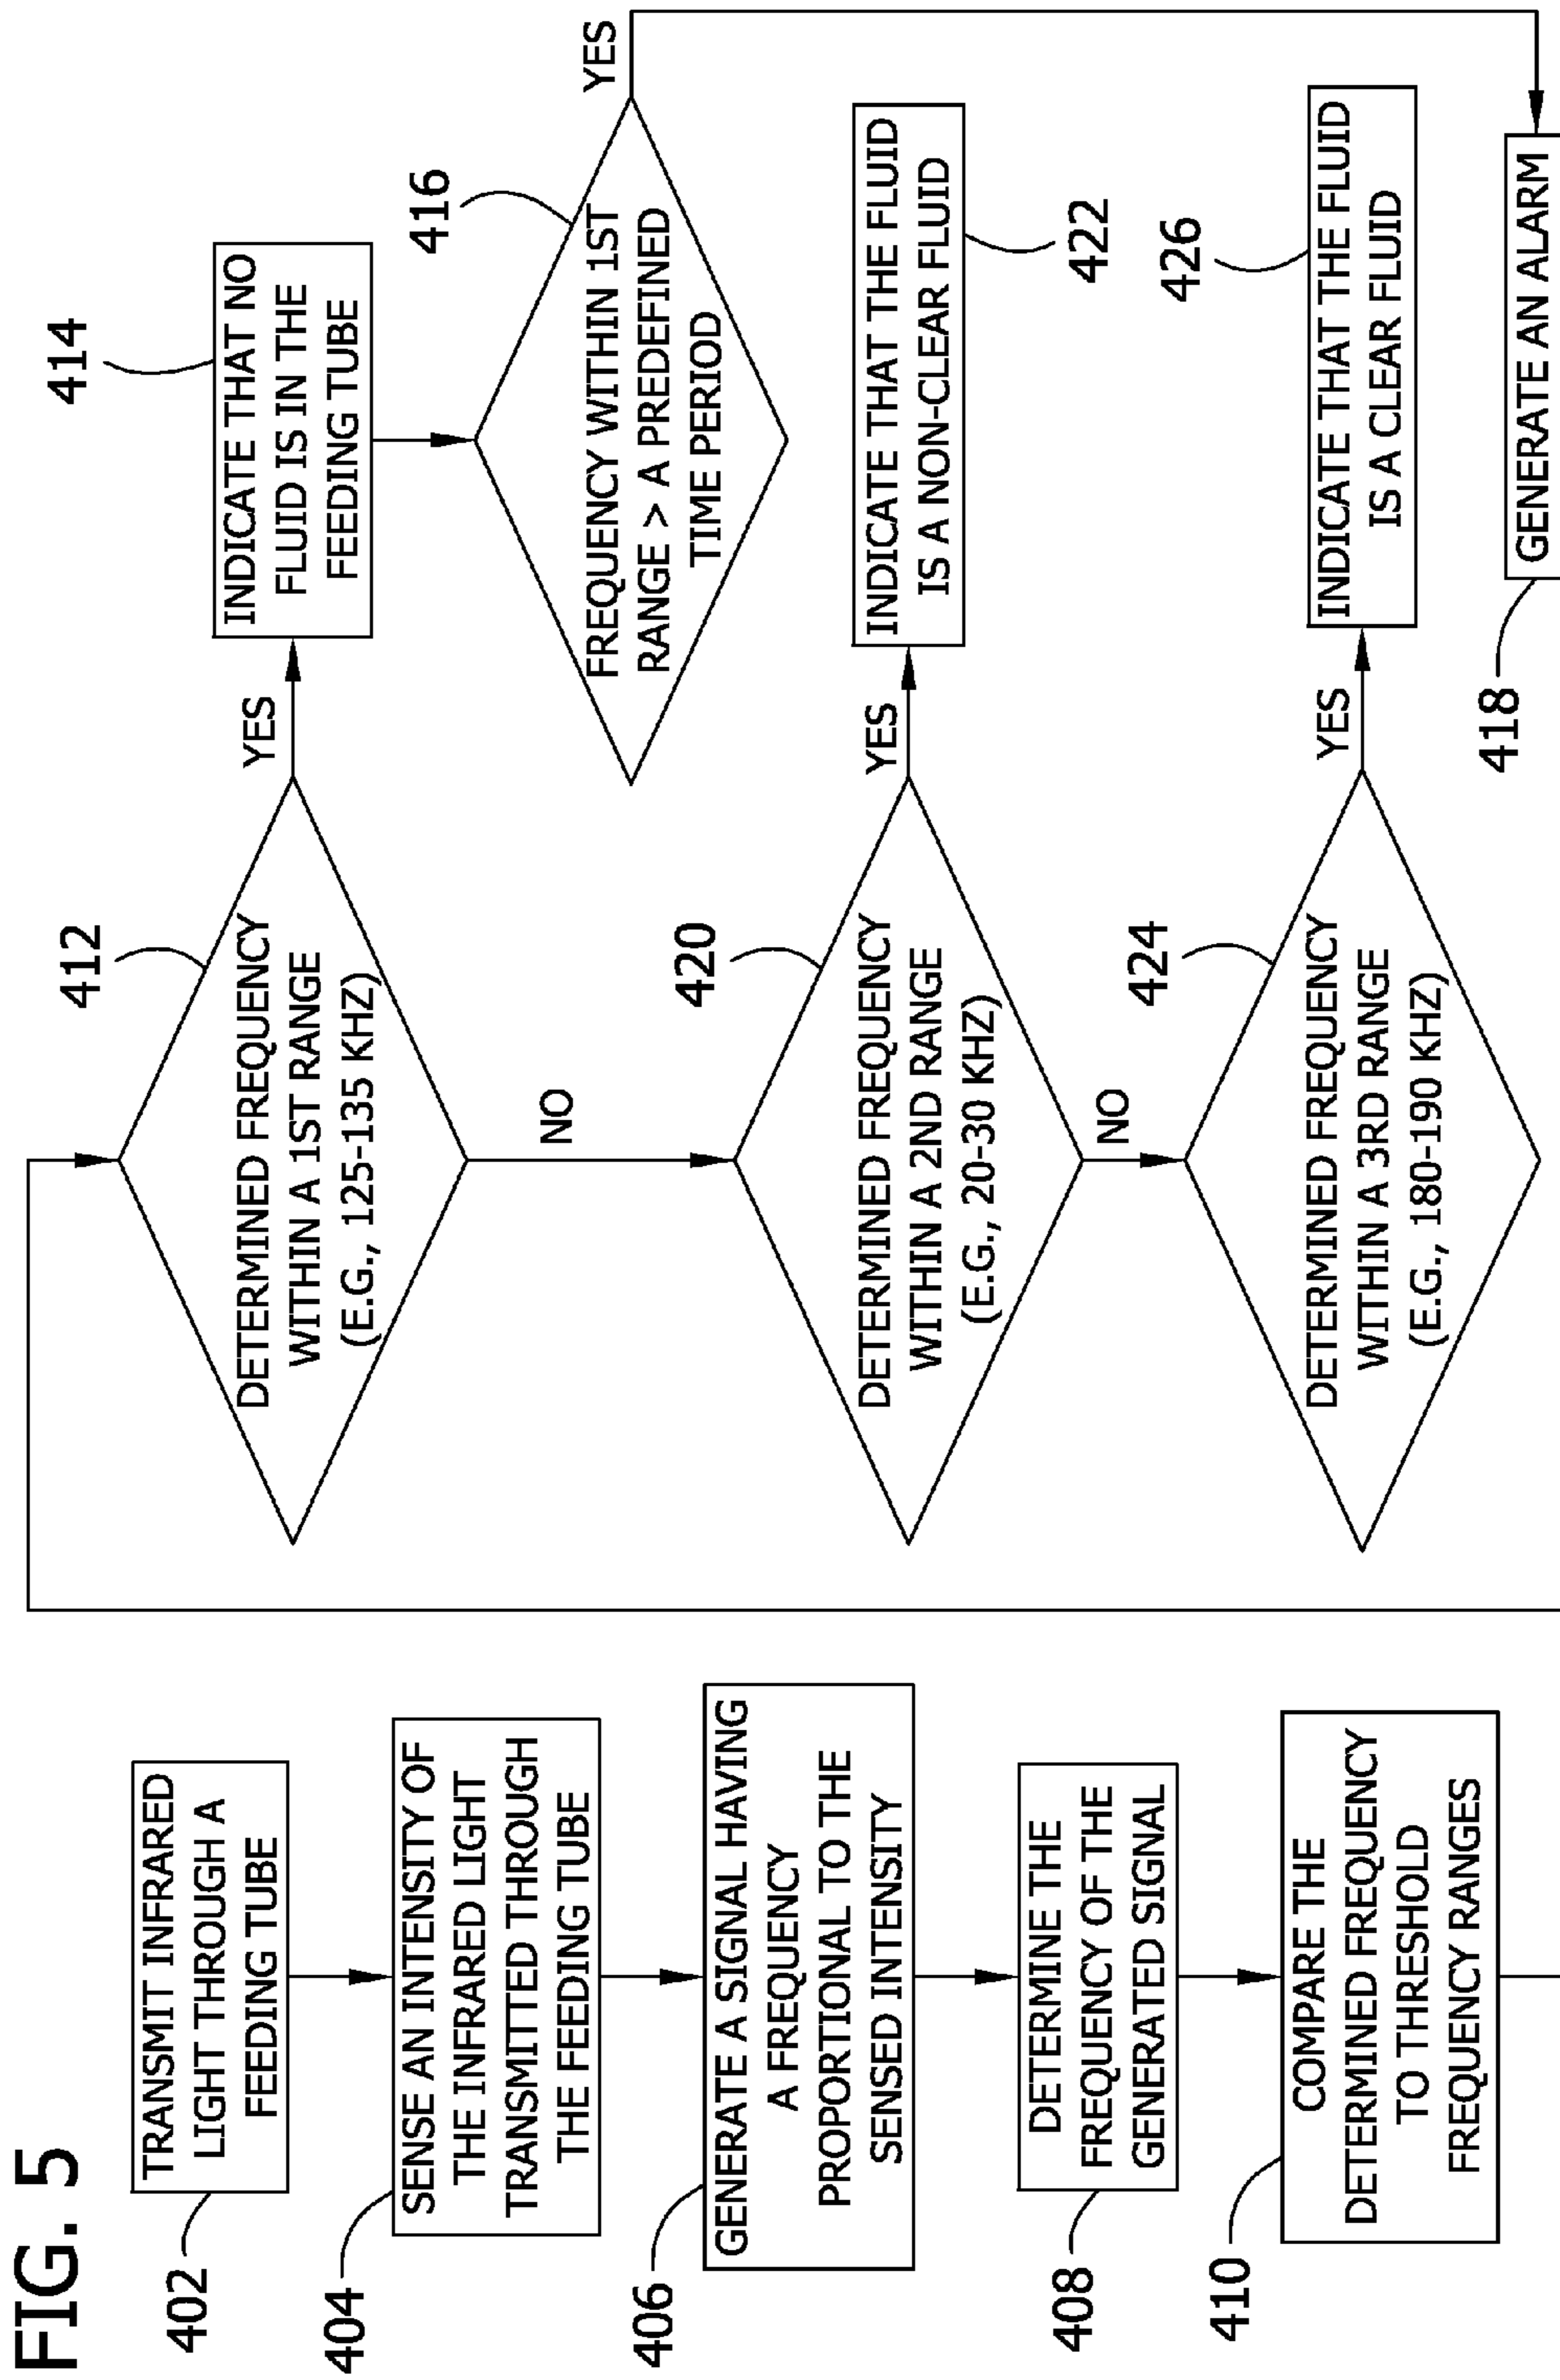 FIG. 5
402
TRANSMIT INFRARED
LIGHT THROUGH A
FEEDING TUBE
404
SENSE AN INTENSITY OF
THE INFRARED LIGHT
TRANSMITTED THROUGH
THE FEEDING TUBE
406
GENERATE A SIGNAL HAVING
A FREQUENCY
PROPORTIONAL TO THE
SENSED INTENSITY
408
DETERMINE THE
FREQUENCY OF THE
GENERATED SIGNAL
410
COMPARE THE
DETERMINED FREQUENCY
TO THRESHOLD
FREQUENCY RANGES
412
DETERMINED FREQUENCY
WITHIN A 1ST RANGE
(E.G., 125-135 KHZ)
YES
NO
414
INDICATE THAT NO
FLUID IS IN THE
FEEDING TUBE
416
FREQUENCY WITHIN 1ST
RANGE > A PREDEFINED
TIME PERIOD
YES
420
DETERMINED FREQUENCY
WITHIN A 2ND RANGE
(E.G., 20-30 KHZ)
YES
NO
INDICATE THAT THE FLUID
IS A NON-CLEAR FLUID
422
424
DETERMINED FREQUENCY
WITHIN A 3RD RANGE
(E.G., 180-190 KHZ)
YES
426
INDICATE THAT THE FLUID
IS A CLEAR FLUID
418
GENERATE AN ALARM